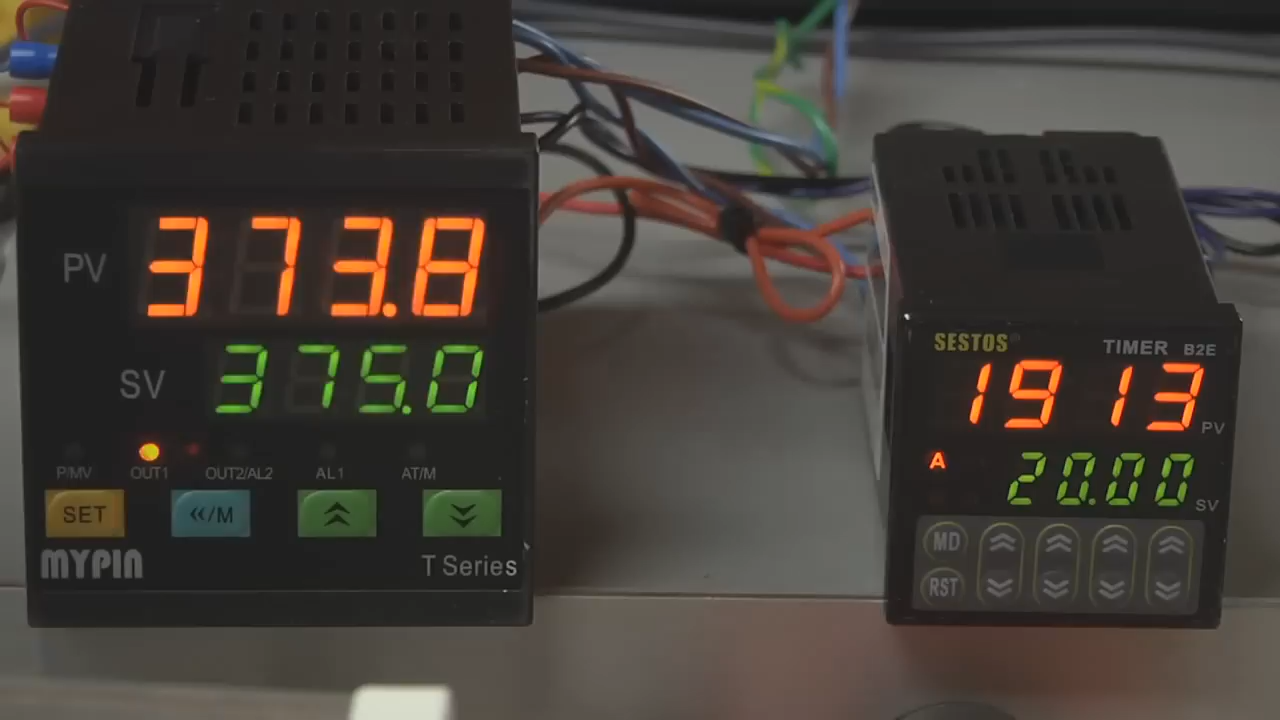 PV 373.8
SV 375.0
P/MV OUT1 OUT2/AL2 AL1 AT/M
SET «/M
MYPIN T Series
SESTOS® TIMER B2E
1913 PV
A 20.00 SV
MD
RST